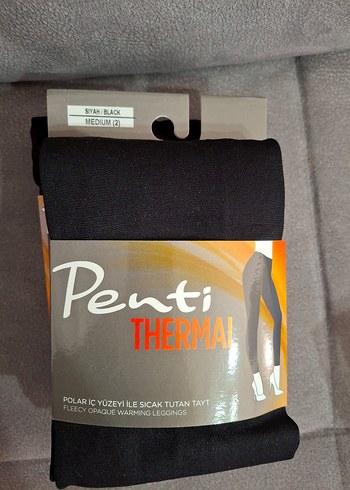 SİYAH / BLACK
MEDIUM (2)
Penti
THERMAL
POLAR İÇ YÜZEYİ İLE SICAK TUTAN TAYT
FLEECY OPAQUE WARMING LEGGINGS